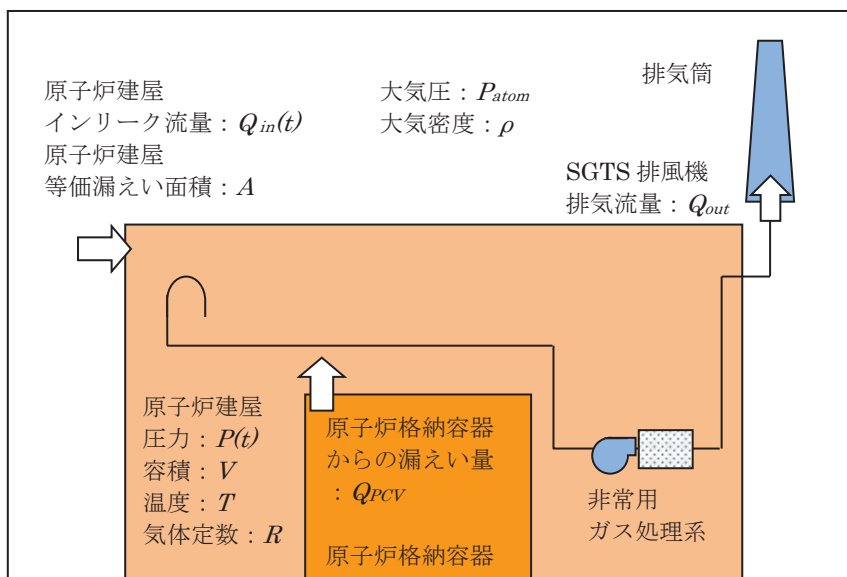 原子炉建屋
インリーク流量：Qin(t)
原子炉建屋
等価漏えい面積：A
大気圧：Patom
大気密度：ρ
排気筒
SGTS 排風機
排気流量：Qout
原子炉建屋
圧力：P(t)
容積：V
温度：T
気体定数：R
原子炉格納容器
からの漏えい量
：QPCV
原子炉格納容器
非常用
ガス処理系